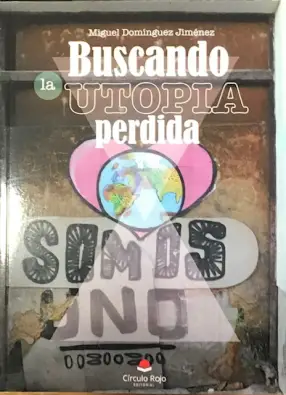 Miguel Domínguez Jiménez
Buscando
la
UTOPIA
perdida
SOMOS
UNO
Círculo Rojo
EDITORIAL